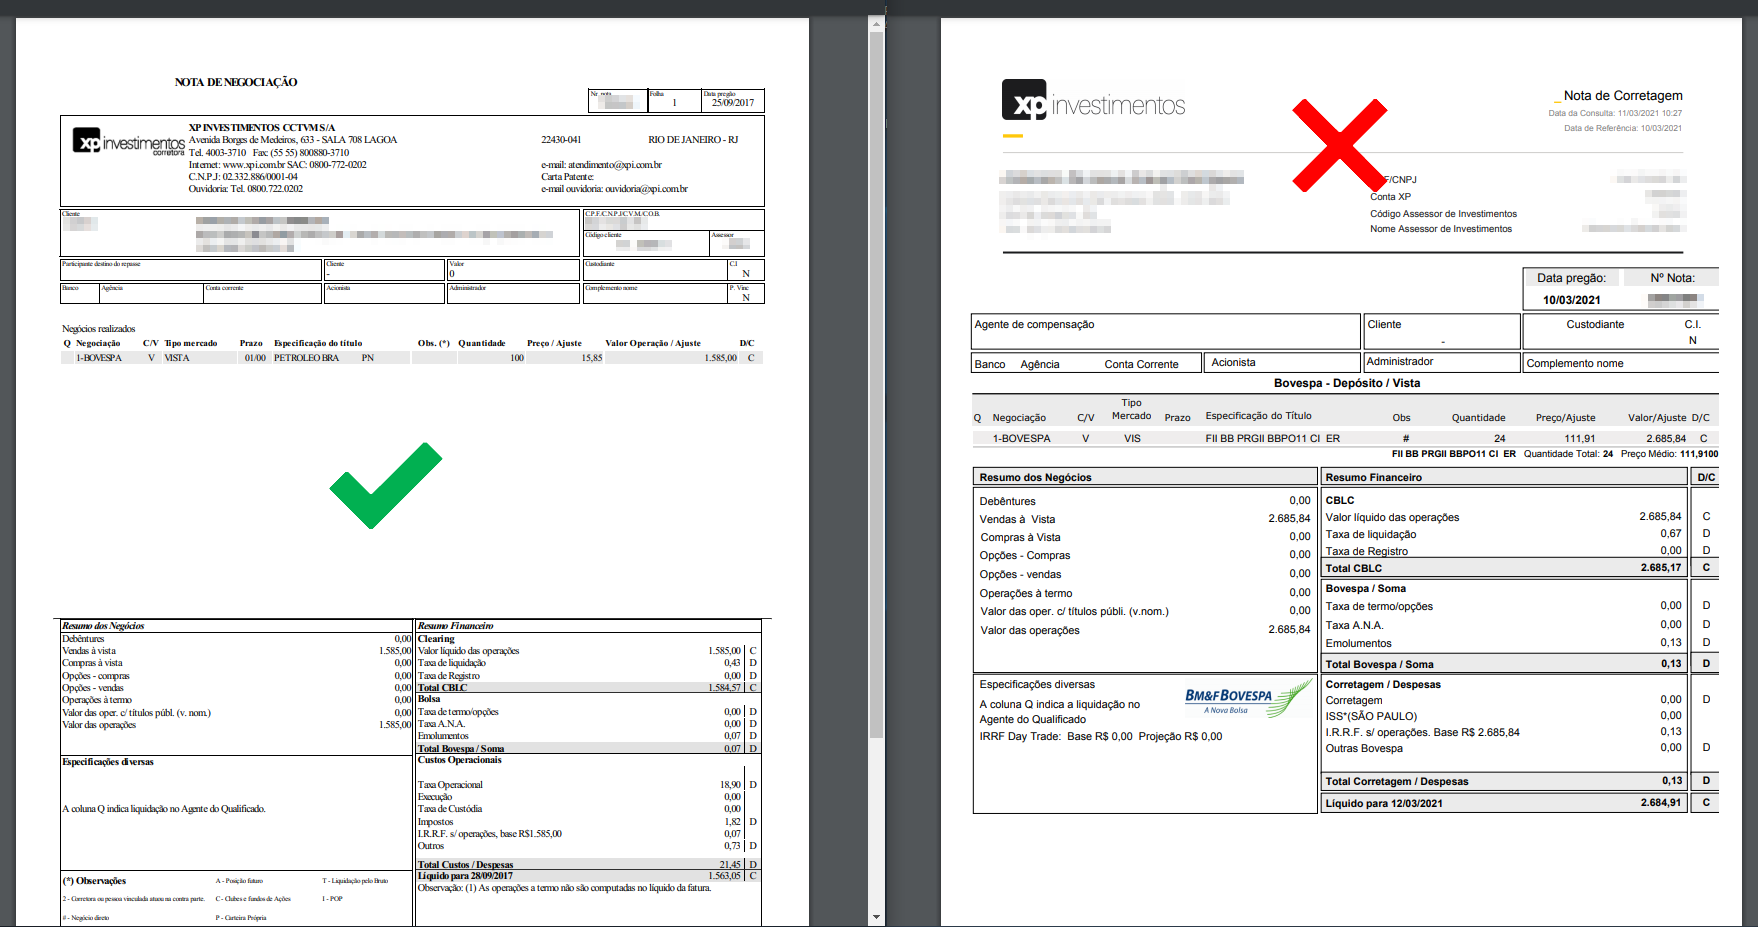 NOTA DE NEGOCIAÇÃO
Nr. nota
Folha
1
Data pregão
25/09/2017
xp investimentos corretora
XP INVESTIMENTOS CCTVM S/A
Avenida Borges de Medeiros, 633 - SALA 708 LAGOA 22430-041 RIO DE JANEIRO - RJ
Tel. 4003-3710 Fax: (55 55) 800880-3710
Internet: www.xpi.com.br SAC: 0800-772-0202 e-mail: atendimento@xpi.com.br
C.N.P.J: 02.332.886/0001-04 Carta Patente:
Ouvidoria: Tel. 0800.722.0202 e-mail ouvidoria: ouvidoria@xpi.com.br
Cliente
C.P.F./C.N.P.J/C.V.M./C.O.B.
Código cliente Assessor
Participante destino do repasse Cliente Valor Custodiante C.I
- 0 N
Banco Agência Conta corrente Acionista Administrador Complemento nome P. Vinc
N
Negócios realizados
Q Negociação C/V Tipo mercado Prazo Especificação do título Obs. (*) Quantidade Preço / Ajuste Valor Operação / Ajuste D/C
1-BOVESPA V VISTA 01/00 PETROLEO BRA PN 100 15,85 1.585,00 C
Resumo dos Negócios
Debêntures 0,00
Vendas à vista 1.585,00
Compras à vista 0,00
Opções - compras 0,00
Opções - vendas 0,00
Operações à termo 0,00
Valor das oper. c/ títulos públ. (v. nom.) 0,00
Valor das operações 1.585,00
Especificações diversas
A coluna Q indica liquidação no Agente do Qualificado.
Resumo Financeiro
Clearing
Valor líquido das operações 1.585,00 C
Taxa de liquidação 0,43 D
Taxa de Registro 0,00 D
Total CBLC 1.584,57 C
Bolsa
Taxa de termo/opções 0,00 D
Taxa A.N.A. 0,00 D
Emolumentos 0,07 D
Total Bovespa / Soma 0,07 D
Custos Operacionais
Taxa Operacional 18,90 D
Execução 0,00
Taxa de Custódia 0,00
Impostos 1,82 D
I.R.R.F. s/ operações, base R$1.585,00 0,07
Outros 0,73 D
Total Custos / Despesas 21,45 D
Líquido para 28/09/2017 1.563,05 C
Observação: (1) As operações a termo não são computadas no líquido da fatura.
(*) Observações A - Posição futuro T - Liquidação pelo Bruto
2 - Corretora ou pessoa vinculada atuou na contra parte. C - Clubes e fundos de Ações I - POP
# - Negócio direto P - Carteira Própria
xp investimentos
_ Nota de Corretagem
Data da Consulta: 11/03/2021 10:27
Data de Referência: 10/03/2021
F/CNPJ
Conta XP
Código Assessor de Investimentos
Nome Assessor de Investimentos
Data pregão: Nº Nota:
10/03/2021
Agente de compensação Cliente Custodiante C.I.
- N
Banco Agência Conta Corrente Acionista Administrador Complemento nome
Bovespa - Depósito / Vista
Q Negociação C/V Tipo Mercado Prazo Especificação do Título Obs Quantidade Preço/Ajuste Valor/Ajuste D/C
1-BOVESPA V VIS FII BB PRGII BBPO11 CI ER # 24 111,91 2.685,84 C
FII BB PRGII BBPO11 CI ER Quantidade Total: 24 Preço Médio: 111,9100
Resumo dos Negócios
Debêntures 0,00
Vendas à Vista 2.685,84
Compras à Vista 0,00
Opções - Compras 0,00
Opções - vendas 0,00
Operações à termo 0,00
Valor das oper. c/ títulos públi. (v.nom.) 0,00
Valor das operações 2.685,84
Especificações diversas
A coluna Q indica a liquidação no
Agente do Qualificado
IRRF Day Trade: Base R$ 0,00 Projeção R$ 0,00
BM&FBOVESPA
A Nova Bolsa
Resumo Financeiro D/C
CBLC
Valor líquido das operações 2.685,84 C
Taxa de liquidação 0,67 D
Taxa de Registro 0,00 D
Total CBLC 2.685,17 C
Bovespa / Soma
Taxa de termo/opções 0,00 D
Taxa A.N.A. 0,00 D
Emolumentos 0,13 D
Total Bovespa / Soma 0,13 D
Corretagem / Despesas
Corretagem 0,00 D
ISS*(SÃO PAULO) 0,00
I.R.R.F. s/ operações. Base R$ 2.685,84 0,13
Outras Bovespa 0,00 D
Total Corretagem / Despesas 0,13 D
Líquido para 12/03/2021 2.684,91 C